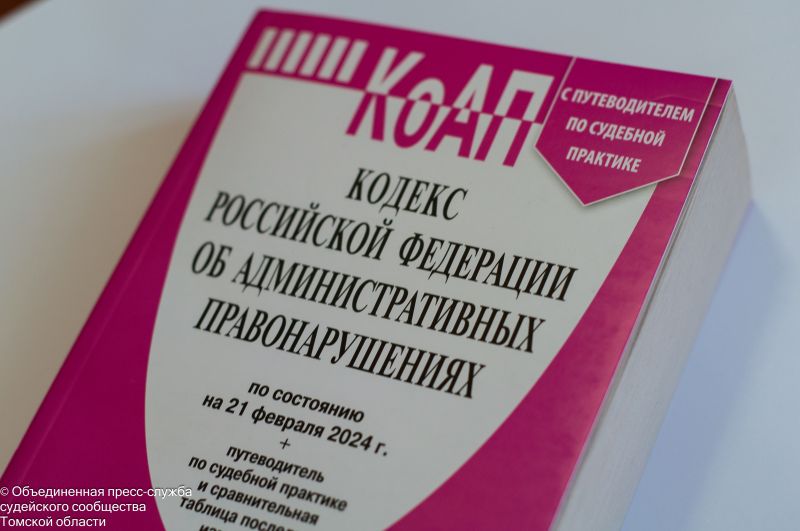 КоАП
С ПУТЕВОДИТЕЛЕМ
ПО СУДЕБНОЙ
ПРАКТИКЕ
КОДЕКС
РОССИЙСКОЙ ФЕДЕРАЦИИ
ОБ АДМИНИСТРАТИВНЫХ
ПРАВОНАРУШЕНИЯХ
по состоянию
на 21 февраля 2024 г.
+
путеводитель
по судебной практике
и сравнительная
таблица
© Объединенная пресс-служба
судейского сообщества
Томской области